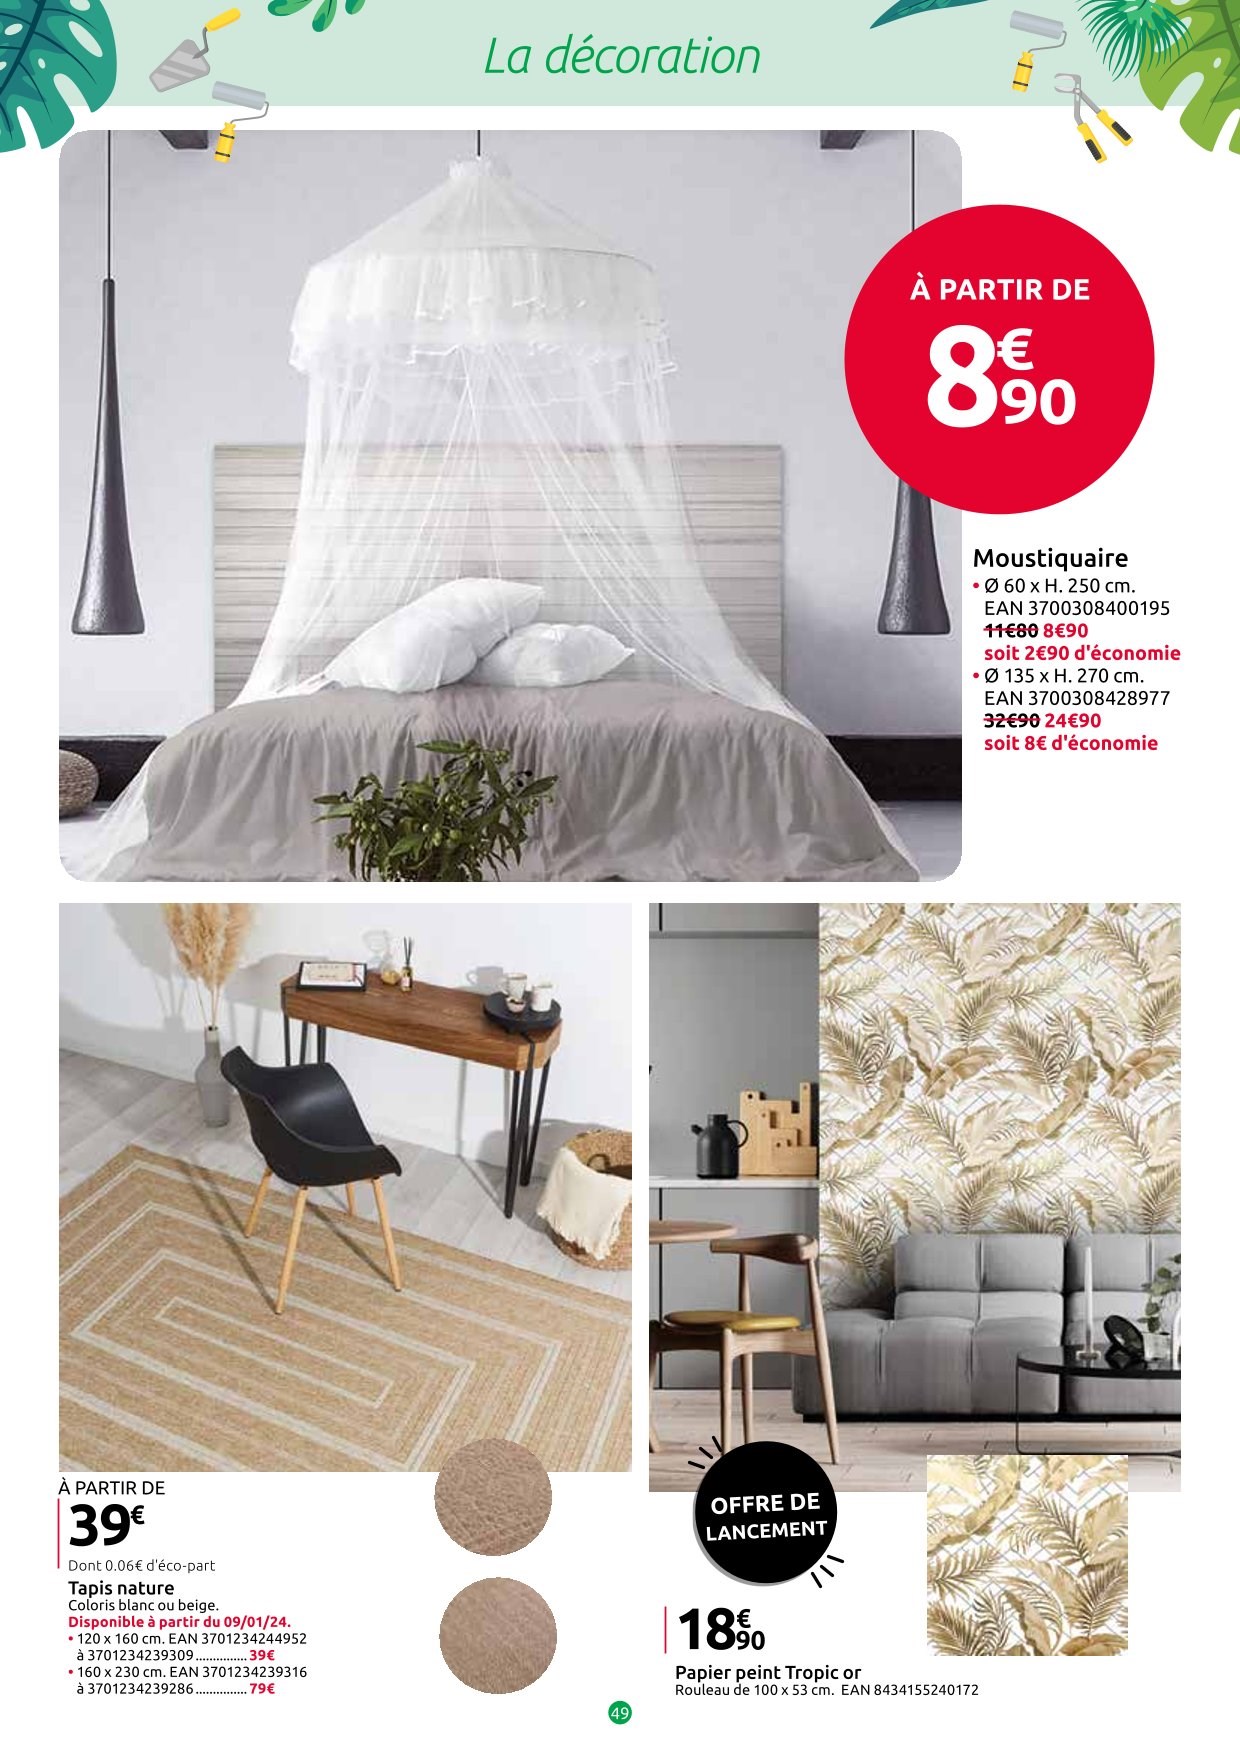 La décoration
À PARTIR DE
8€90
Moustiquaire
• Ø 60 x H. 250 cm.
EAN 3700308400195
11€80 8€90
soit 2€90 d'économie
• Ø 135 x H. 270 cm.
EAN 3700308428977
32€90 24€90
soit 8€ d'économie
À PARTIR DE
39€
Dont 0.06€ d'éco-part
Tapis nature
Coloris blanc ou beige.
Disponible à partir du 09/01/24.
• 120 x 160 cm. EAN 3701234244952
à 3701234239309............... 39€
• 160 x 230 cm. EAN 3701234239316
à 3701234239286............... 79€
OFFRE DE
LANCEMENT
18€90
Papier peint Tropic or
Rouleau de 100 x 53 cm. EAN 8434155240172
49